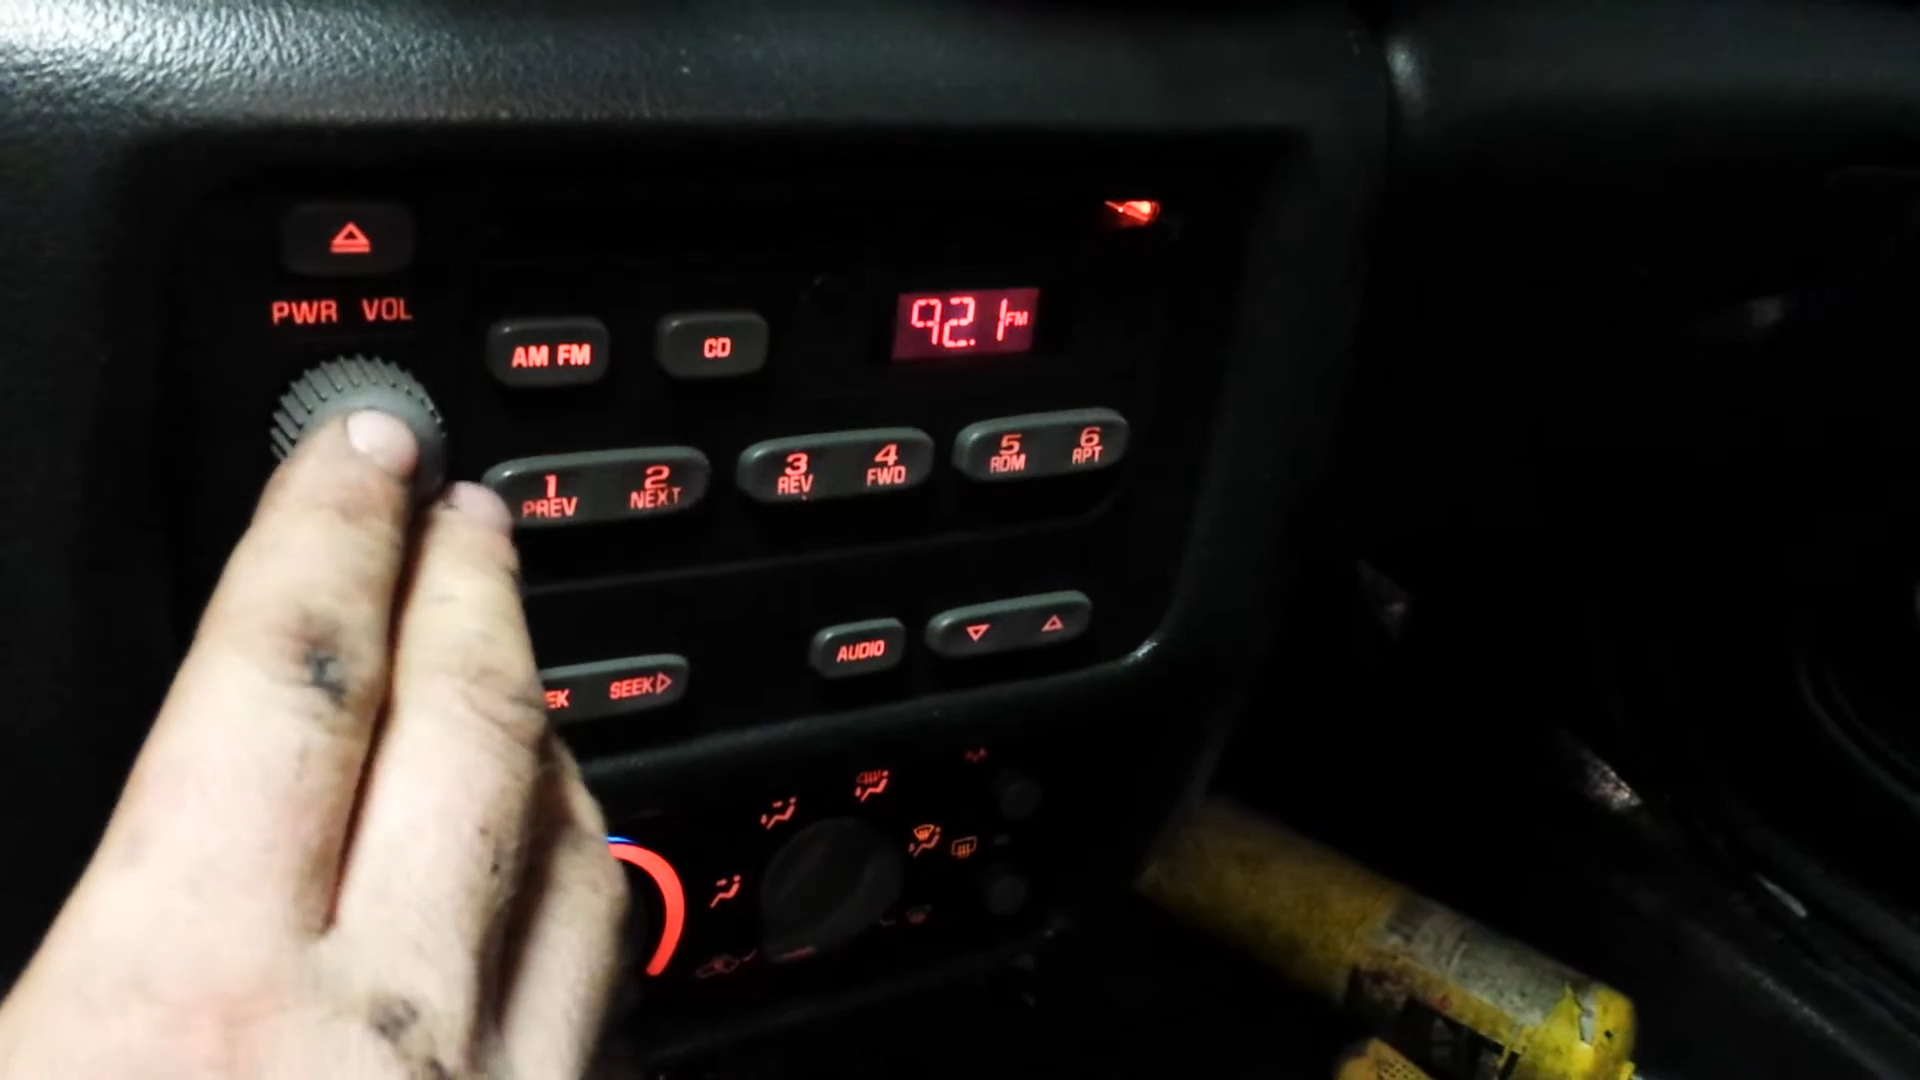 PWR VOL
AM FM
CD
92.1 FM
1 PREV
2 NEXT
3 REV
4 FWD
5 RDM
6 RPT
EK
SEEK
AUDIO